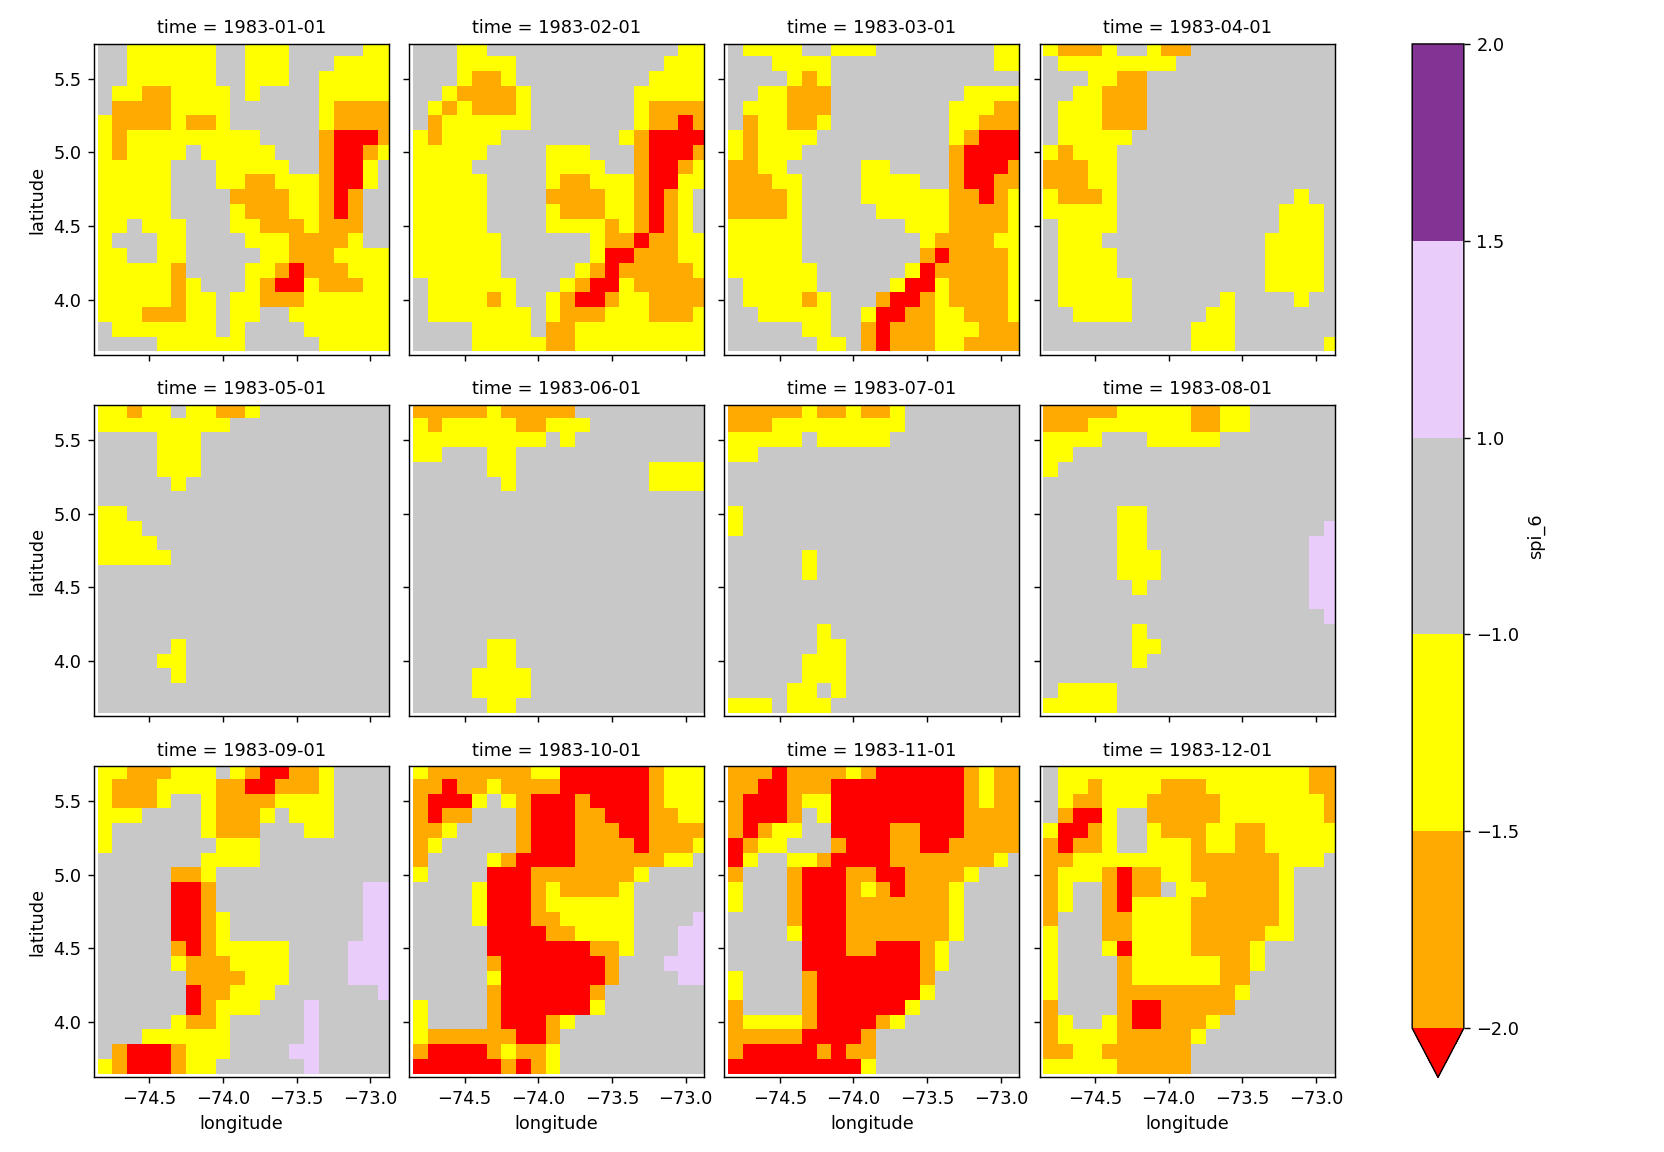 time = 1983-01-01
time = 1983-02-01
time = 1983-03-01
time = 1983-04-01
latitude
5.5
5.0
4.5
4.0
time = 1983-05-01
time = 1983-06-01
time = 1983-07-01
time = 1983-08-01
latitude
5.5
5.0
4.5
4.0
time = 1983-09-01
time = 1983-10-01
time = 1983-11-01
time = 1983-12-01
latitude
5.5
5.0
4.5
4.0
−74.5 −74.0 −73.5 −73.0
longitude
−74.5 −74.0 −73.5 −73.0
longitude
−74.5 −74.0 −73.5 −73.0
longitude
−74.5 −74.0 −73.5 −73.0
longitude
2.0
1.5
1.0
−1.0
−1.5
−2.0
spi_6